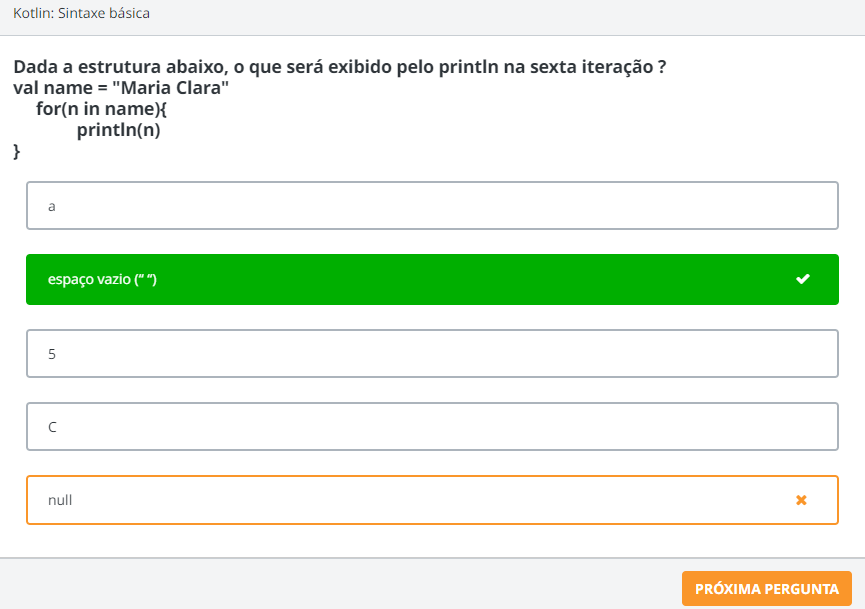 Kotlin: Sintaxe básica
Dada a estrutura abaixo, o que será exibido pelo println na sexta iteração ?
val name = "Maria Clara"
for(n in name){
println(n)
}
a
espaço vazio (“ “)
5
C
null
PRÓXIMA PERGUNTA